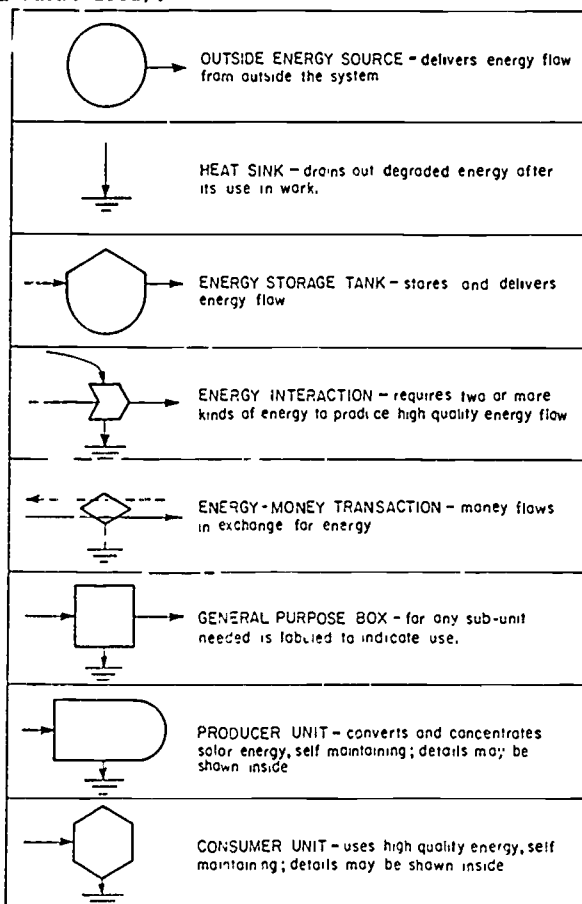 OUTSIDE ENERGY SOURCE – delivers energy flow
from outside the system
HEAT SINK – drains out degraded energy after
its use in work.
ENERGY STORAGE TANK – stores and delivers
energy flow
ENERGY INTERACTION – requires two or more
kinds of energy to produce high quality energy flow
ENERGY-MONEY TRANSACTION – money flows
in exchange for energy
GENERAL PURPOSE BOX – for any sub-unit
needed is labeled to indicate use.
PRODUCER UNIT – converts and concentrates
solar energy, self maintaining; details may be
shown inside
CONSUMER UNIT – uses high quality energy, self
maintaining; details may be shown inside